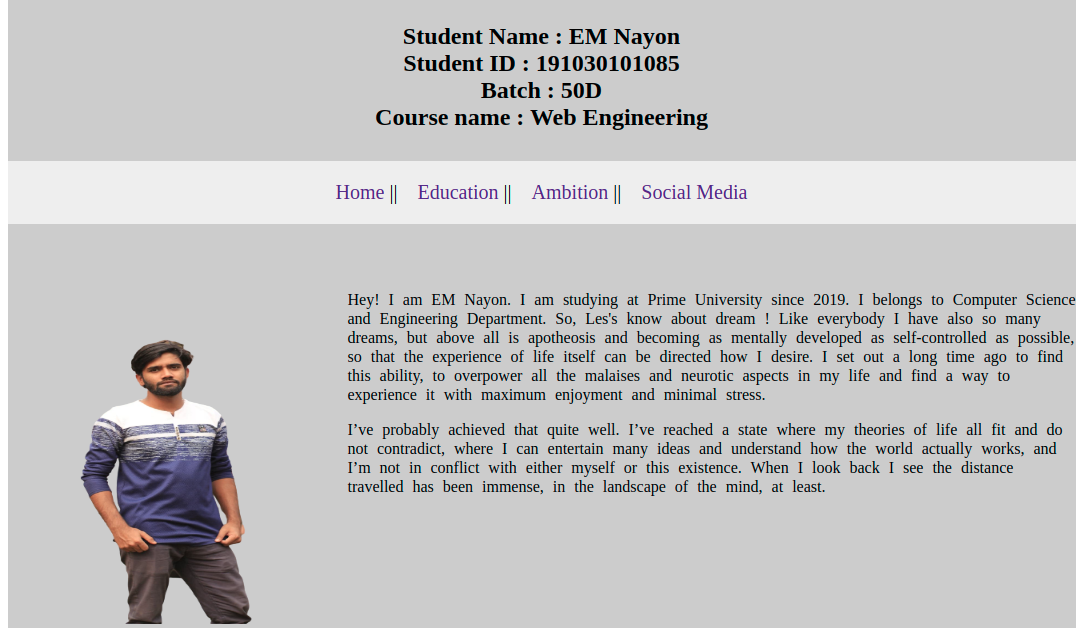 Student Name : EM Nayon
Student ID : 191030101085
Batch : 50D
Course name : Web Engineering
Home || Education || Ambition || Social Media
Hey! I am EM Nayon. I am studying at Prime University since 2019. I belongs to Computer Science
and Engineering Department. So, Les's know about dream ! Like everybody I have also so many
dreams, but above all is apotheosis and becoming as mentally developed as self-controlled as possible,
so that the experience of life itself can be directed how I desire. I set out a long time ago to find
this ability, to overpower all the malaises and neurotic aspects in my life and find a way to
experience it with maximum enjoyment and minimal stress.
I’ve probably achieved that quite well. I’ve reached a state where my theories of life all fit and do
not contradict, where I can entertain many ideas and understand how the world actually works, and
I’m not in conflict with either myself or this existence. When I look back I see the distance
travelled has been immense, in the landscape of the mind, at least.